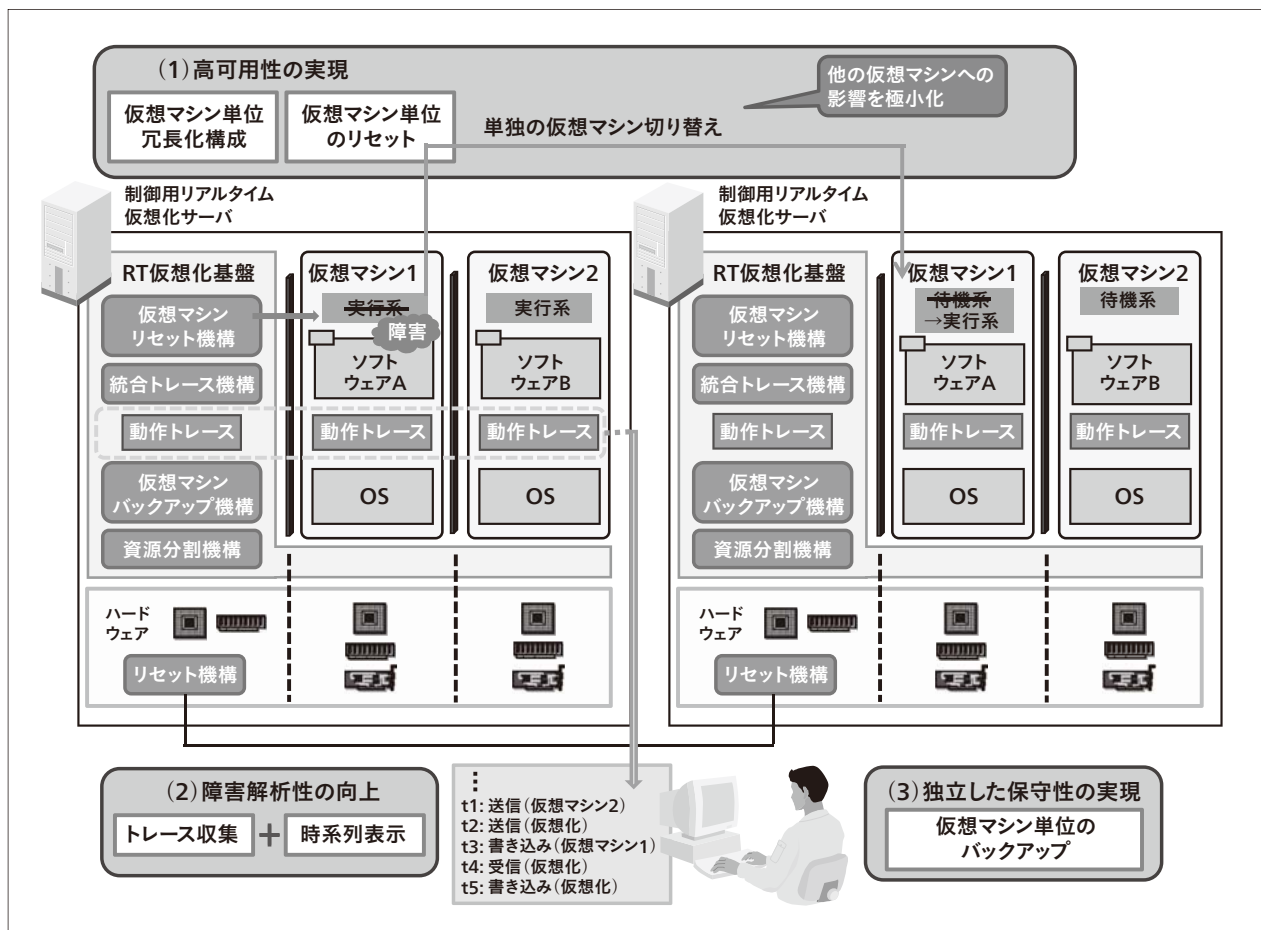 (1)高可用性の実現
仮想マシン単位
冗長化構成
仮想マシン単位
のリセット
単独の仮想マシン切り替え
他の仮想マシンへの
影響を極小化
制御用リアルタイム
仮想化サーバ
RT仮想化基盤
仮想マシン
リセット機構
統合トレース機構
動作トレース
仮想マシン
バックアップ機構
資源分割機構
仮想マシン1
実行系
障害
ソフト
ウェアA
動作トレース
OS
仮想マシン2
実行系
ソフト
ウェアB
動作トレース
OS
ハード
ウェア
リセット機構
制御用リアルタイム
仮想化サーバ
RT仮想化基盤
仮想マシン
リセット機構
統合トレース機構
動作トレース
仮想マシン
バックアップ機構
資源分割機構
仮想マシン1
待機系
→実行系
ソフト
ウェアA
動作トレース
OS
仮想マシン2
待機系
ソフト
ウェアB
動作トレース
OS
ハード
ウェア
リセット機構
(2)障害解析性の向上
トレース収集
+
時系列表示
⋮
t1: 送信(仮想マシン2)
t2: 送信(仮想化)
t3: 書き込み(仮想マシン1)
t4: 受信(仮想化)
t5: 書き込み(仮想化)
(3)独立した保守性の実現
仮想マシン単位の
バックアップ